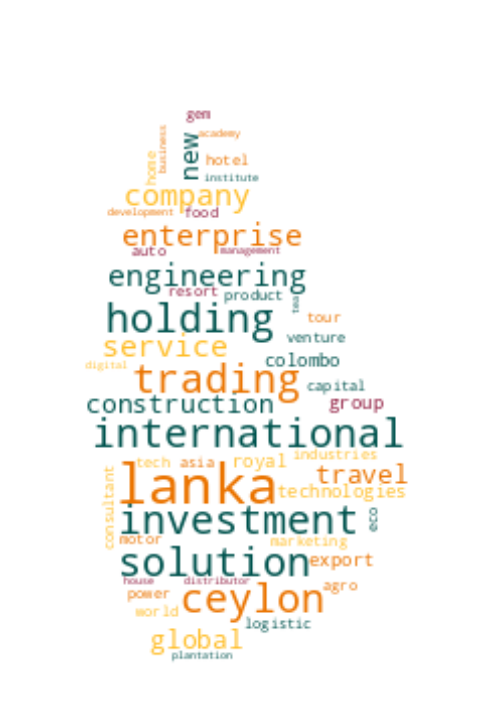 gem
academy
business
new
home
hotel
institute
company
development
food
enterprise
auto
management
engineering
resort
product
tea
holding
tour
venture
service
colombo
digital
trading
capital
construction
group
international
industries
tech
asia
royal
lanka
travel
consultant
technologies
investment
eco
motor
marketing
solution
export
house
distributor
agro
power
ceylon
world
logistic
global
plantation